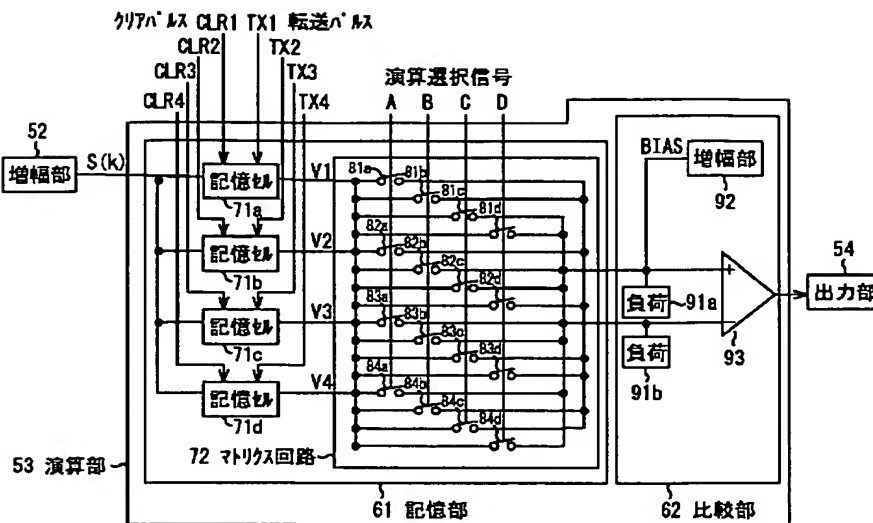 クリアパルス CLR1 TX1 転送パルス
CLR2 TX2
CLR3 TX3
CLR4 TX4
演算選択信号
A B C D
52
増幅部
S(k)
記憶セル
71a
V1
記憶セル
71b
V2
記憶セル
71c
V3
記憶セル
71d
V4
81a 81b
81c
81d
82a 82b
82c
82d
83a 83b
83c
83d
84a 84b
84c
84d
BIAS
増幅部
92
負荷 91a
負荷
91b
+
−
93
54
出力部
53 演算部
72 マトリクス回路
61 記憶部
62 比較部